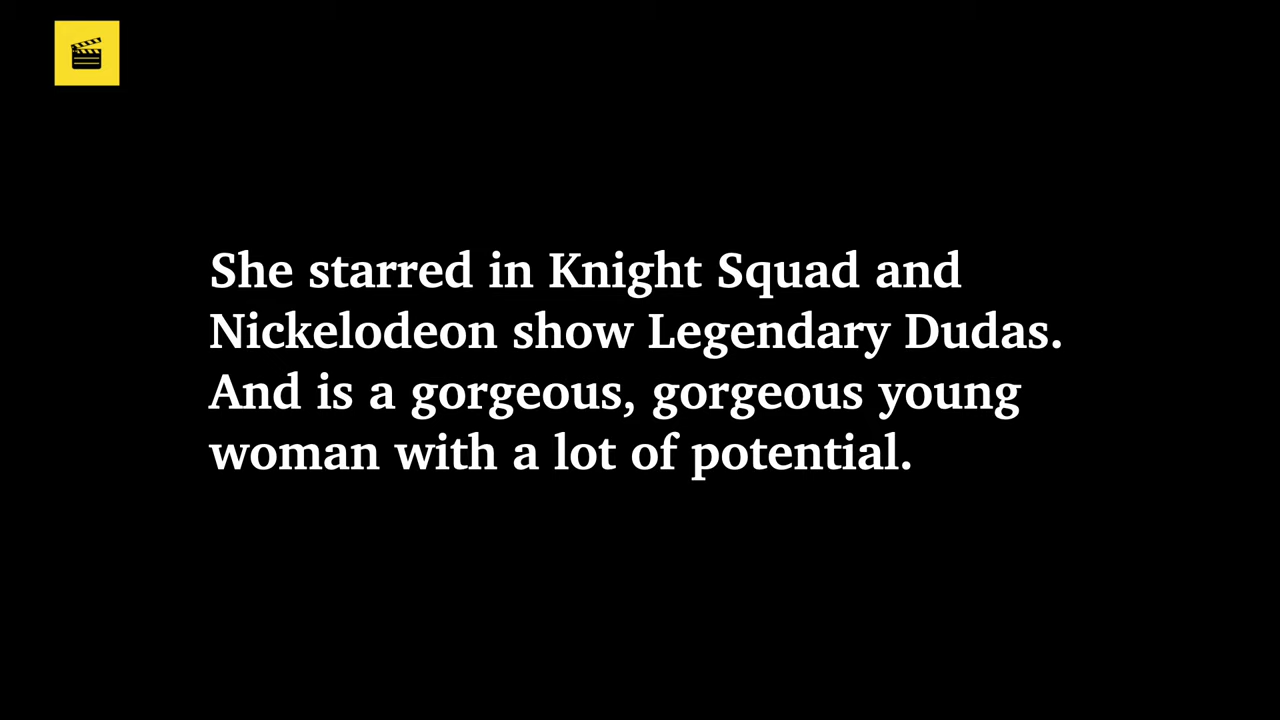 She starred in Knight Squad and
Nickelodeon show Legendary Dudas.
And is a gorgeous, gorgeous young
woman with a lot of potential.